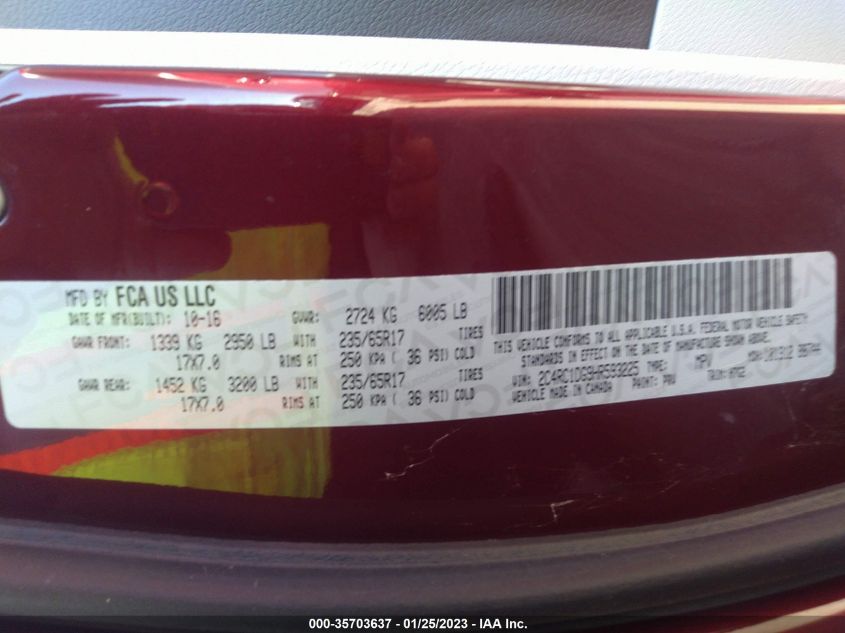 MFD BY FCA US LLC
DATE OF MFR(BUILT): 10-16 GVWR: 2724 KG 6005 LB
GAWR FRONT: 1339 KG 2950 LB WITH 235/65R17 TIRES
17X7.0 RIMS AT 250 KPA ( 36 PSI) COLD
GAWR REAR: 1452 KG 3200 LB WITH 235/65R17 TIRES
17X7.0 RIMS AT 250 KPA ( 36 PSI) COLD
THIS VEHICLE CONFORMS TO ALL APPLICABLE U.S.A. FEDERAL MOTOR VEHICLE SAFETY
STANDARDS IN EFFECT ON THE DATE OF MANUFACTURE SHOWN ABOVE.
VIN: 2C4RC1DG9HR593225 TYPE: MPV MDH: 101312
VEHICLE MADE IN CANADA PAINT: PRV TRIM:
000-35703637 - 01/25/2023 - IAA Inc.